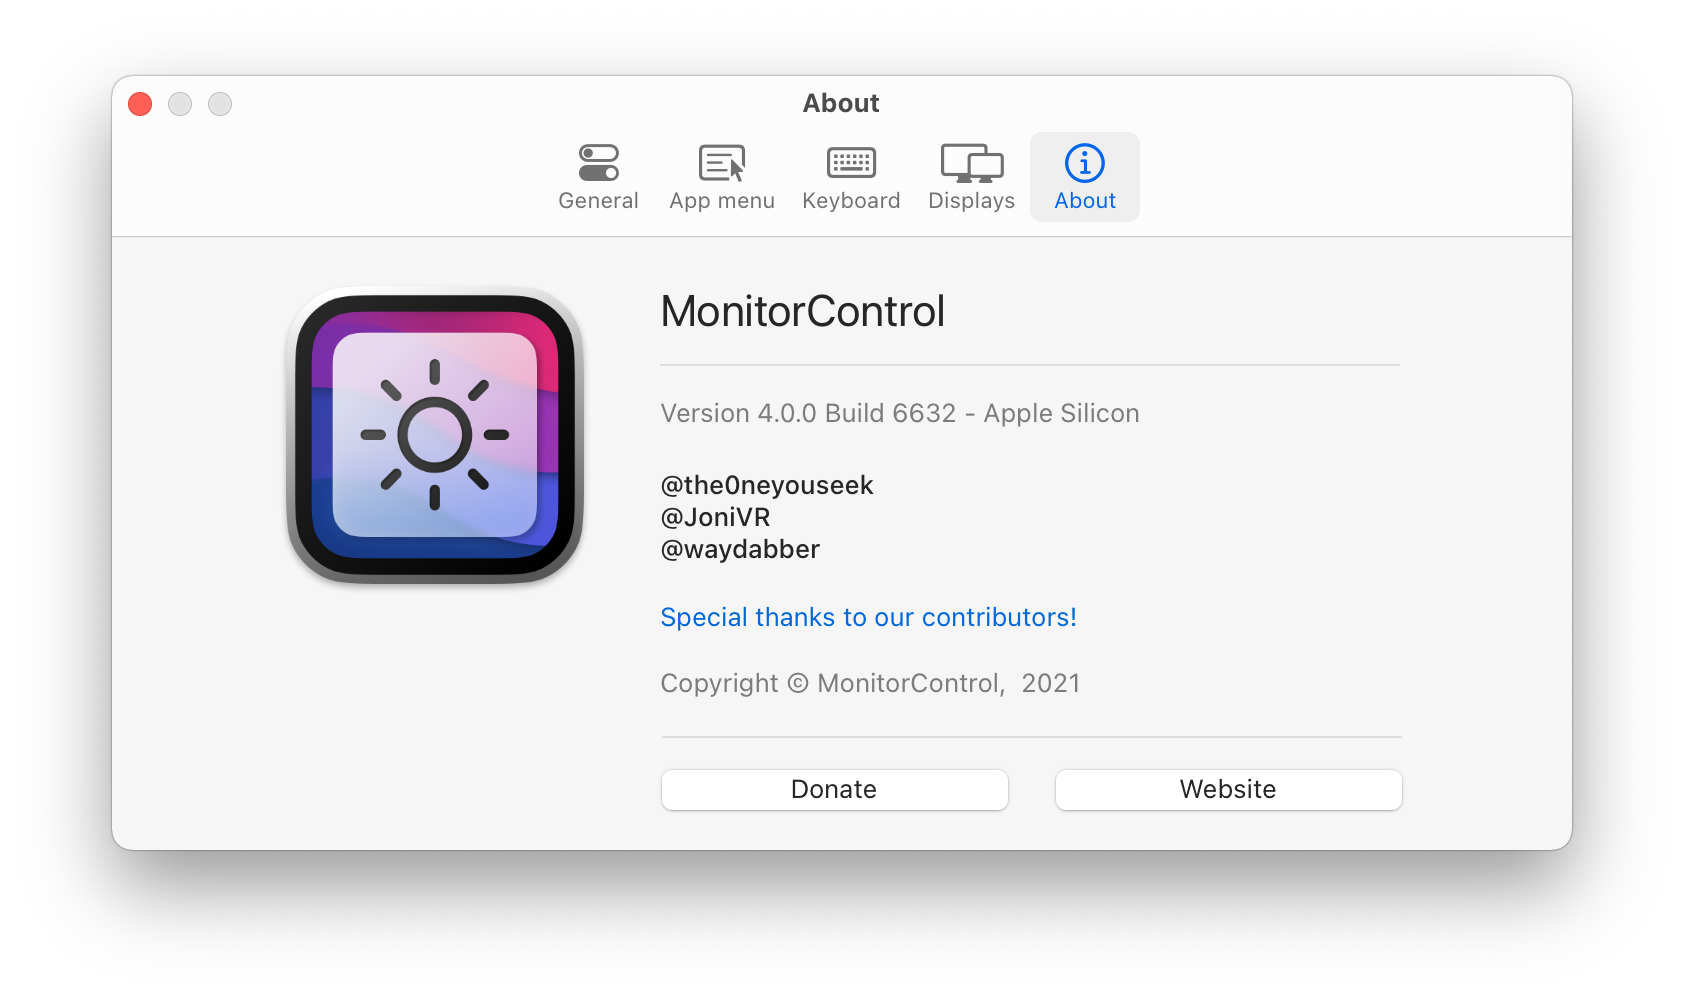 About
General App menu Keyboard Displays About
MonitorControl
Version 4.0.0 Build 6632 - Apple Silicon
@the0neyouseek
@JoniVR
@waydabber
Special thanks to our contributors!
Copyright © MonitorControl, 2021
Donate Website